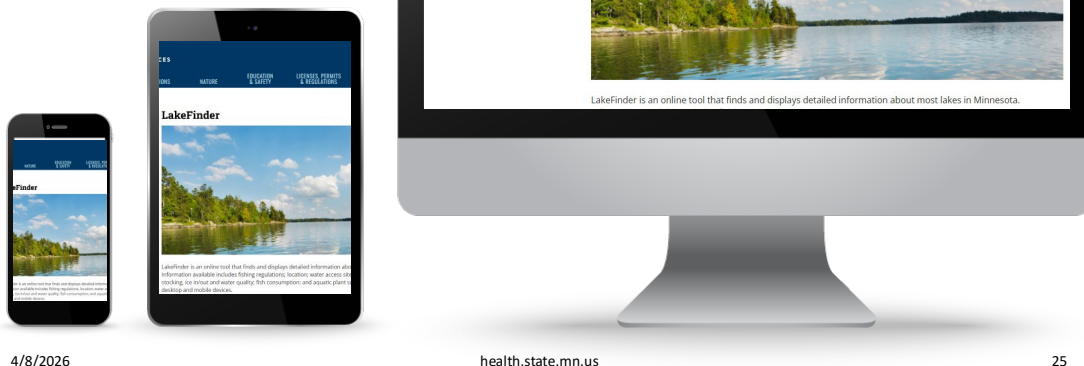 LakeFinder is an online tool that finds and displays detailed information about most lakes in Minnesota.
CES
IONS NATURE EDUCATION & SAFETY LICENSES, PERMITS & REGULATIONS
LakeFinder
LakeFinder is an online tool that finds and displays detailed information abo
information available includes fishing regulations; location; water access site
stocking, ice in/out and water quality; fish consumption; and aquatic plant s
desktop and mobile devices.
NATURE EDUCATION & SAFETY
eFinder
4/8/2026
health.state.mn.us
25